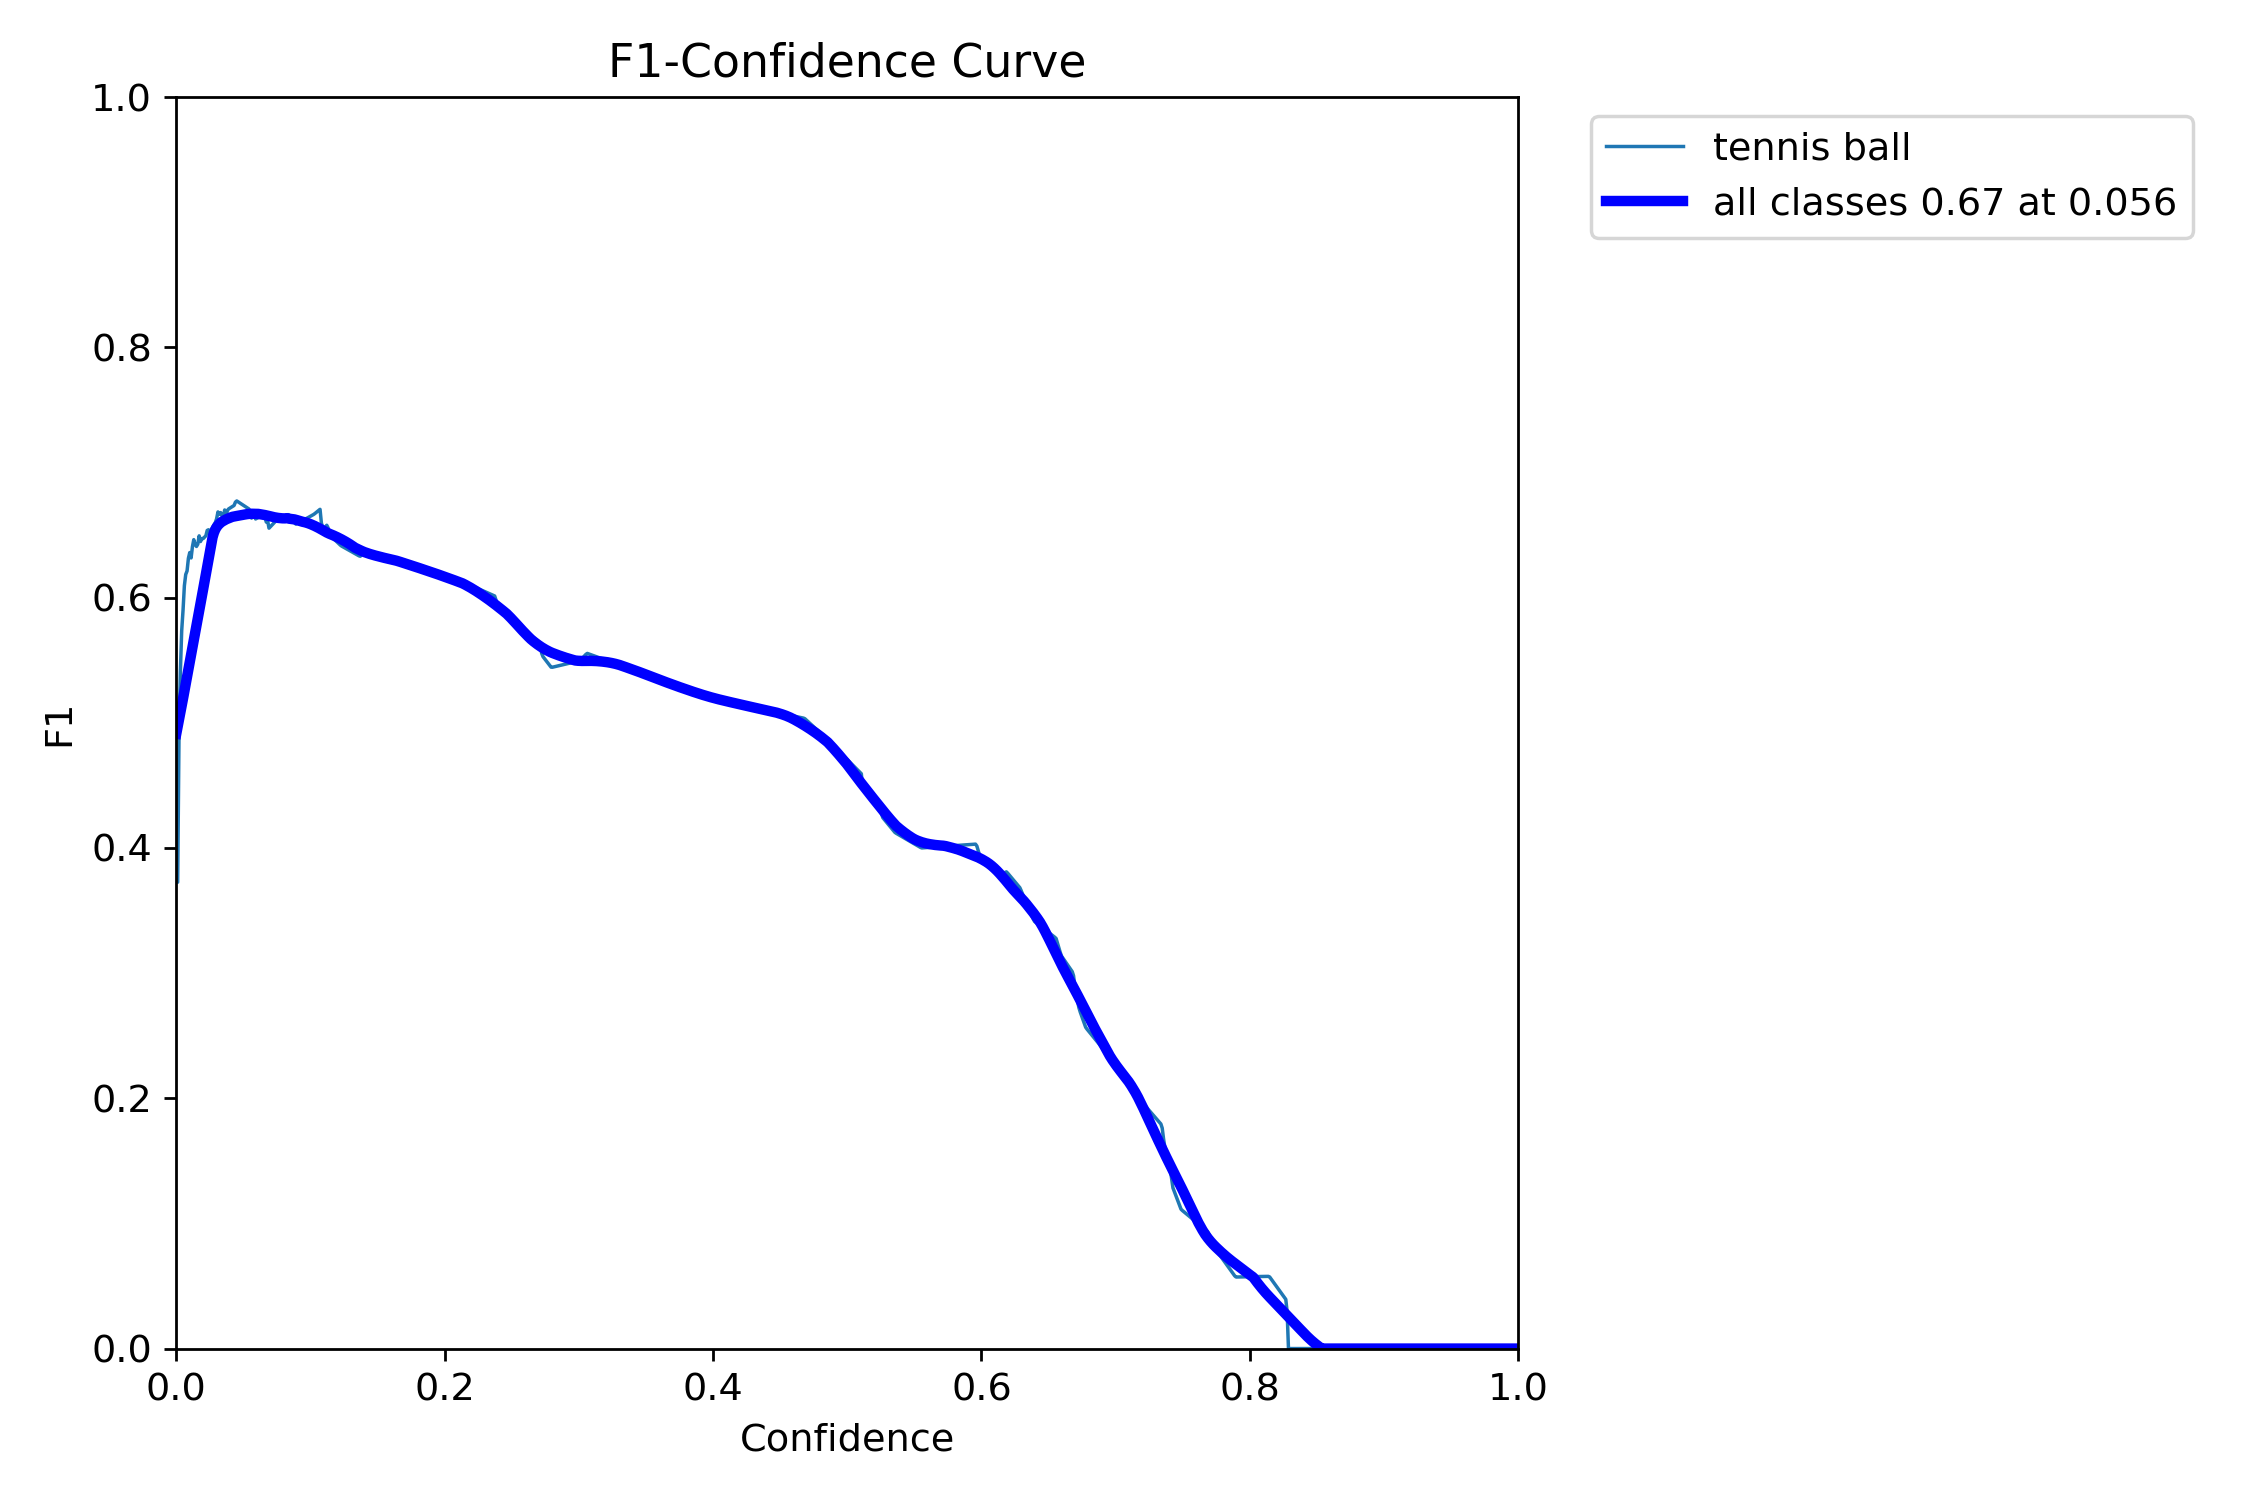 F1-Confidence Curve
1.0
0.8
0.6
0.4
0.2
0.0
F1
0.0 0.2 0.4 0.6 0.8 1.0
Confidence
tennis ball
all classes 0.67 at 0.056